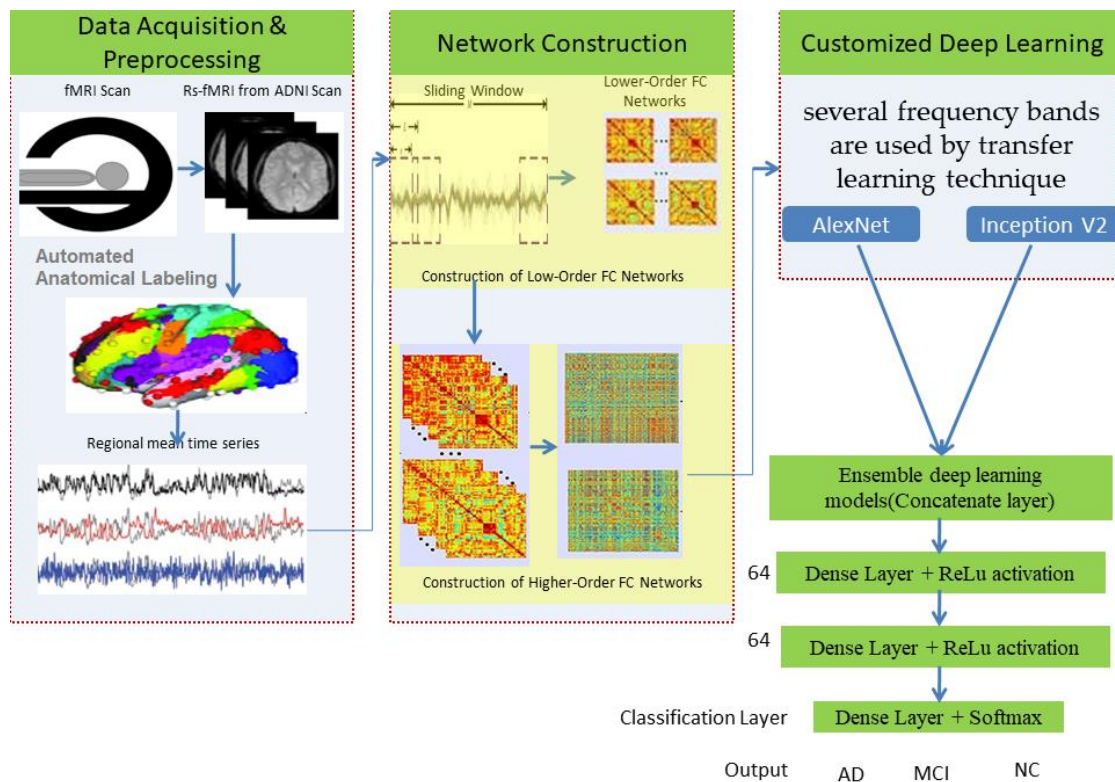 Data Acquisition &
Preprocessing
fMRI Scan
Rs-fMRI from ADNI Scan
Automated
Anatomical Labeling
Regional mean time series
Network Construction
Sliding Window
Lower-Order FC
Networks
Construction of Low-Order FC Networks
Construction of Higher-Order FC Networks
Customized Deep Learning
several frequency bands
are used by transfer
learning technique
AlexNet
Inception V2
Ensemble deep learning
models(Concatenate layer)
64
Dense Layer + ReLu activation
64
Dense Layer + ReLu activation
Classification Layer
Dense Layer + Softmax
Output
AD
MCI
NC